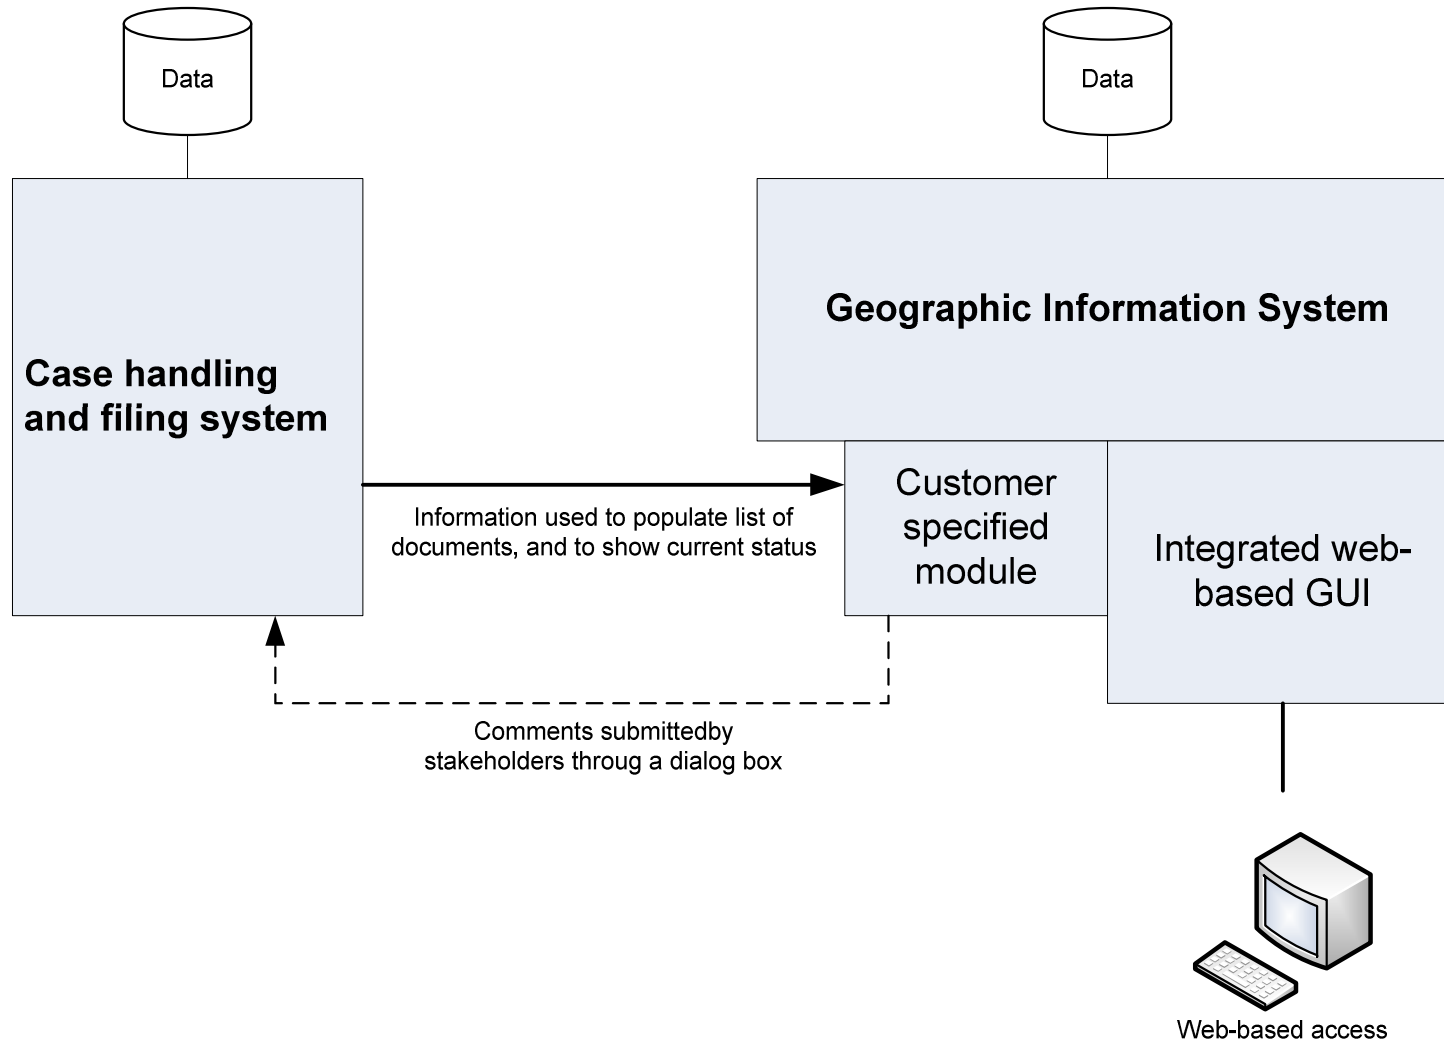 Data
Data
Geographic Information System
Case handling
and filing system
Customer
specified
module
Information used to populate list of
documents, and to show current status
Integrated web-
based GUI
Comments submittedby
stakeholders throug a dialog box
Web-based access